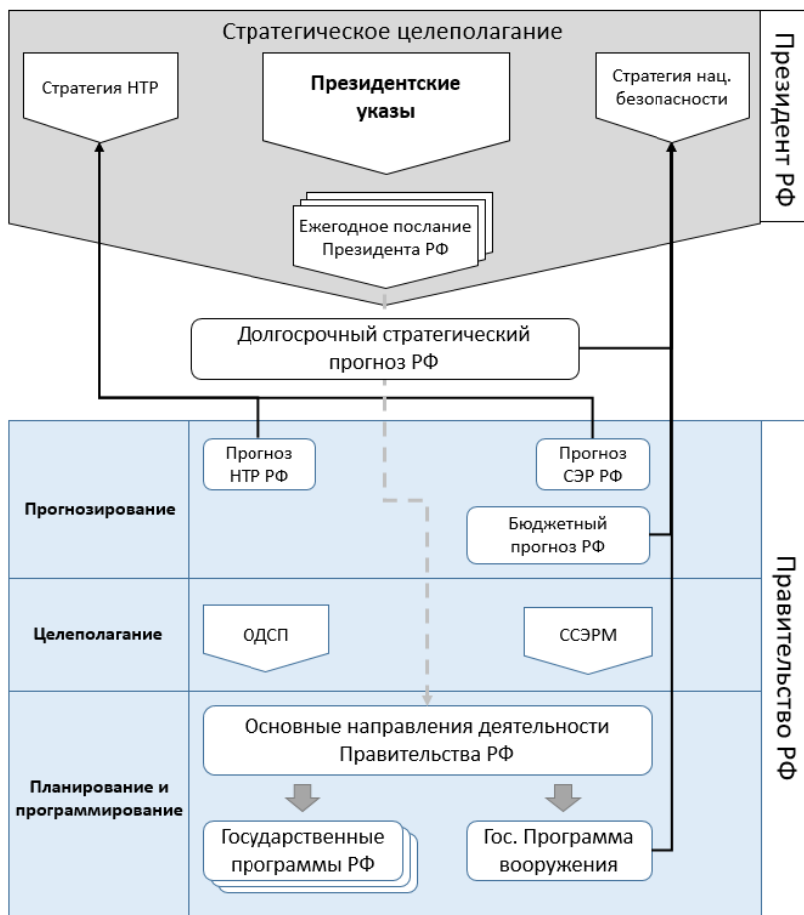 Стратегическое целеполагание
Стратегия НТР
Президентские
указы
Стратегия нац.
безопасности
Президент РФ
Ежегодное послание
Президента РФ
Долгосрочный стратегический
прогноз РФ
Прогнозирование
Прогноз
НТР РФ
Прогноз
СЭР РФ
Бюджетный
прогноз РФ
Правительство РФ
Целеполагание
ОДСП
ССЭРМ
Планирование и
программирование
Основные направления деятельности
Правительства РФ
Государственные
программы РФ
Гос. Программа
вооружения